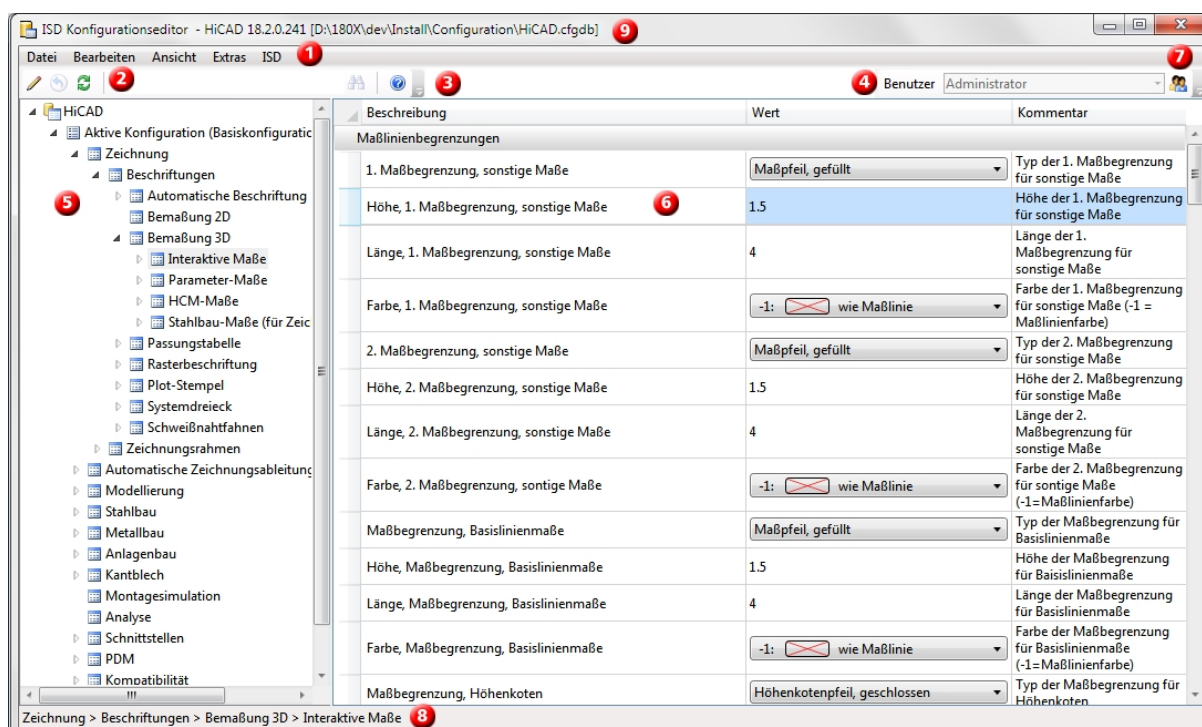 ISD Konfigurationseditor - HiCAD 18.2.0.241 [D:\180X\dev\Install\Configuration\HiCAD.cfgdb]
9
Datei Bearbeiten Ansicht Extras ISD 1
7
2
3
4 Benutzer Administrator
HiCAD
Aktive Konfiguration (Basiskonfiguratic
Zeichnung
Beschriftungen
5
Automatische Beschriftung
Bemaßung 2D
Bemaßung 3D
Interaktive Maße
Parameter-Maße
HCM-Maße
Stahlbau-Maße (für Zeic
Passungstabelle
Rasterbeschriftung
Plot-Stempel
Systemdreieck
Schweißnahtfahnen
Zeichnungsrahmen
Automatische Zeichnungsableitung
Modellierung
Stahlbau
Metallbau
Anlagenbau
Kantblech
Montagesimulation
Analyse
Schnittstellen
PDM
Kompatibilität
Beschreibung Wert Kommentar
Maßlinienbegrenzungen
1. Maßbegrenzung, sonstige Maße Maßpfeil, gefüllt Typ der 1. Maßbegrenzung
für sonstige Maße
Höhe, 1. Maßbegrenzung, sonstige Maße 6 1.5 Höhe der 1. Maßbegrenzung
für sonstige Maße
Länge, 1. Maßbegrenzung, sonstige Maße 4 Länge der 1.
Maßbegrenzung für
sonstige Maße
Farbe, 1. Maßbegrenzung, sonstige Maße -1: wie Maßlinie Farbe der 1. Maßbegrenzung
für sonstige Maße (-1 =
Maßlinienfarbe)
2. Maßbegrenzung, sonstige Maße Maßpfeil, gefüllt Typ der 2. Maßbegrenzung
für sonstige Maße
Höhe, 2. Maßbegrenzung, sonstige Maße 1.5 Höhe der 2. Maßbegrenzung
für sonstige Maße
Länge, 2. Maßbegrenzung, sonstige Maße 4 Länge der 2.
Maßbegrenzung für
sonstige Maße
Farbe, 2. Maßbegrenzung, sontige Maße -1: wie Maßlinie Farbe der 2. Maßbegrenzung
für sontige Maße
(-1=Maßlinienfarbe)
Maßbegrenzung, Basislinienmaße Maßpfeil, gefüllt Typ der Maßbegrenzung für
Basislinienmaße
Höhe, Maßbegrenzung, Basislinienmaße 1.5 Höhe der Maßbegrenzung
für Baisislinienmaße
Länge, Maßbegrenzung, Basislinienmaße 4 Länge der Maßbegrenzung
für Basislinienmaße
Farbe, Maßbegrenzung, Basislinienmaße -1: wie Maßlinie Farbe der Maßbegrenzung
für Basislinienmaße
(-1=Maßlinienfarbe)
Maßbegrenzung, Höhenkoten Höhenkotenpfeil, geschlossen Typ der Maßbegrenzung für
Höhenkoten
Zeichnung > Beschriftungen > Bemaßung 3D > Interaktive Maße 8